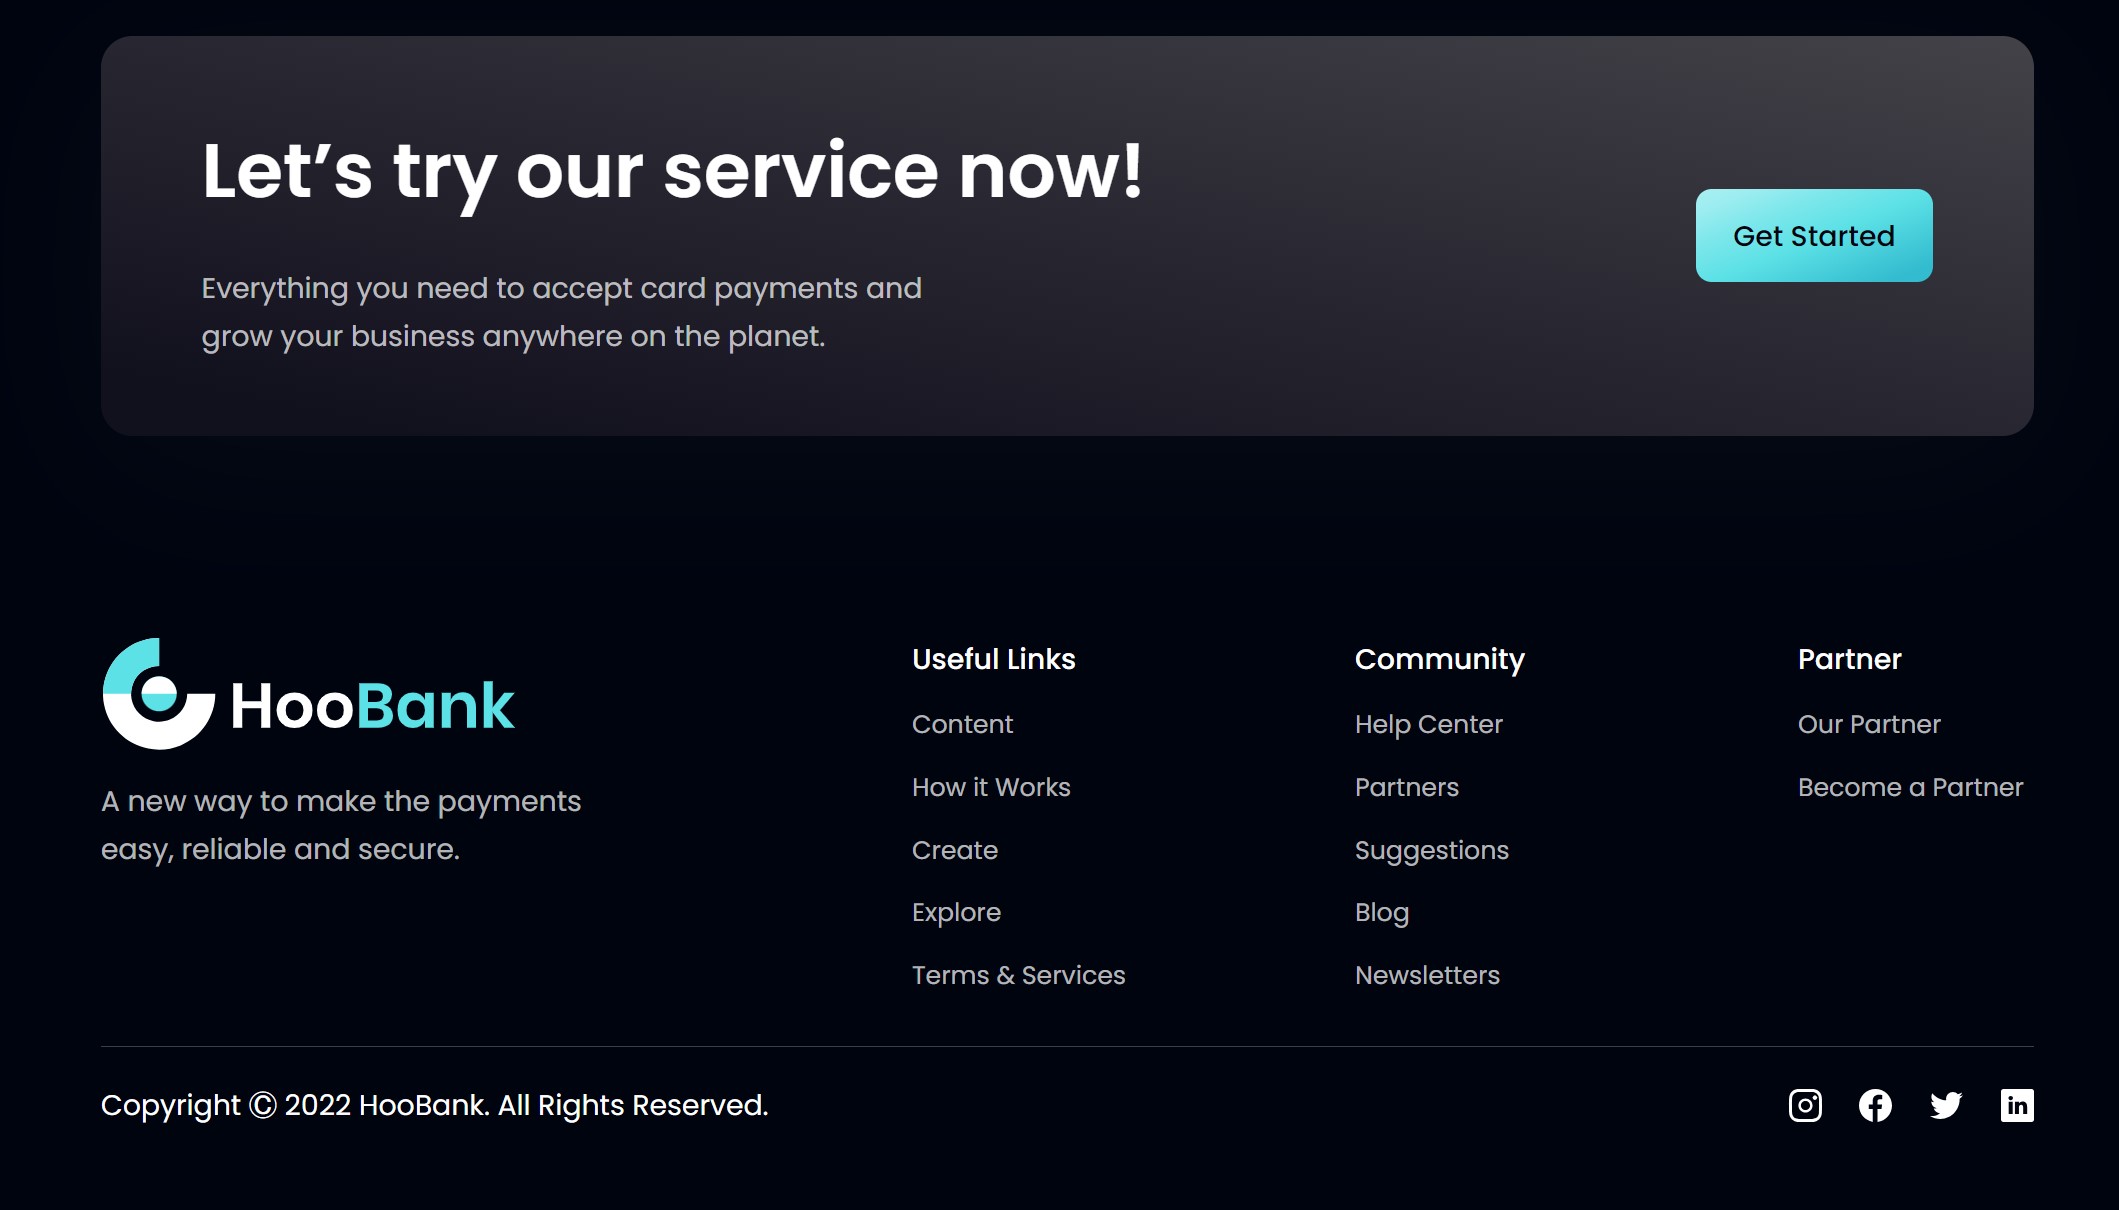 Let’s try our service now!
Everything you need to accept card payments and
grow your business anywhere on the planet.
Get Started
HooBank
A new way to make the payments
easy, reliable and secure.
Useful Links
Content
How it Works
Create
Explore
Terms & Services
Community
Help Center
Partners
Suggestions
Blog
Newsletters
Partner
Our Partner
Become a Partner
Copyright Ⓒ 2022 HooBank. All Rights Reserved.
in